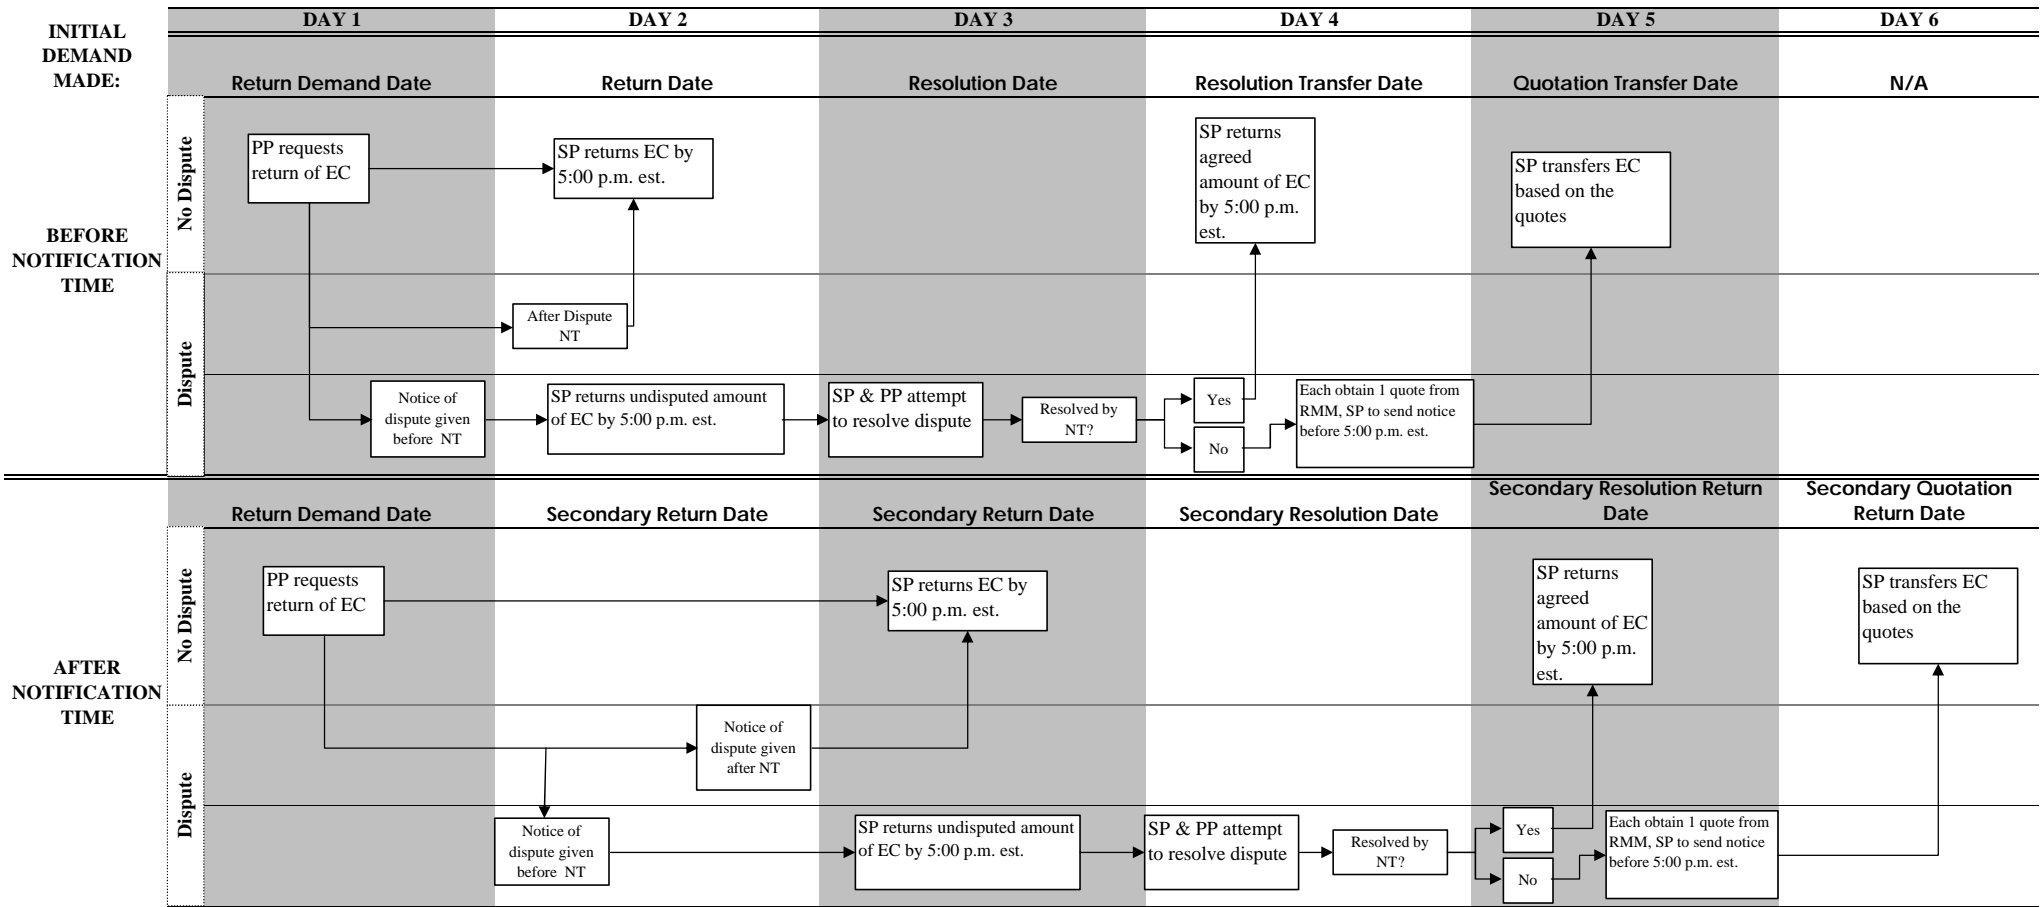 INITIAL
DEMAND
MADE:
DAY 1
DAY 2
DAY 3
DAY 4
DAY 5
DAY 6
Return Demand Date
Return Date
Resolution Date
Resolution Transfer Date
Quotation Transfer Date
N/A
BEFORE
NOTIFICATION
TIME
No Dispute
PP requests
return of EC
SP returns EC by
5:00 p.m. est.
SP returns
agreed
amount of EC
by 5:00 p.m.
est.
SP transfers EC
based on the
quotes
Dispute
After Dispute
NT
Notice of
dispute given
before NT
SP returns undisputed amount
of EC by 5:00 p.m. est.
SP & PP attempt
to resolve dispute
Resolved by
NT?
Yes
No
Each obtain 1 quote from
RMM, SP to send notice
before 5:00 p.m. est.
Return Demand Date
Secondary Return Date
Secondary Return Date
Secondary Resolution Date
Secondary Resolution Return
Date
Secondary Quotation
Return Date
AFTER
NOTIFICATION
TIME
No Dispute
PP requests
return of EC
SP returns EC by
5:00 p.m. est.
SP returns
agreed
amount of EC
by 5:00 p.m.
est.
SP transfers EC
based on the
quotes
Dispute
Notice of
dispute given
after NT
Notice of
dispute given
before NT
SP returns undisputed amount
of EC by 5:00 p.m. est.
SP & PP attempt
to resolve dispute
Resolved by
NT?
Yes
No
Each obtain 1 quote from
RMM, SP to send notice
before 5:00 p.m. est.